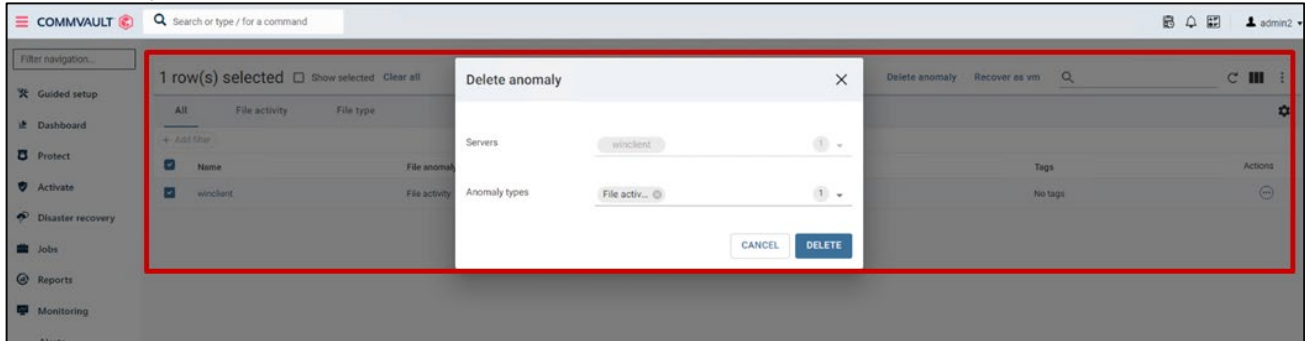 COMMVAULT Search or type / for a command admin2
Filter navigation...
1 row(s) selected Show selected Clear all Delete anomaly Delete anomaly Recover as vm
Guided setup
All File activity File type
Dashboard
+ Add filter
Servers winclient 1
Protect
Name File anomaly Tags Actions
Activate
winclient File activity Anomaly types File activ... 1 No tags
Disaster recovery
Jobs
CANCEL DELETE
Reports
Monitoring
Alerts